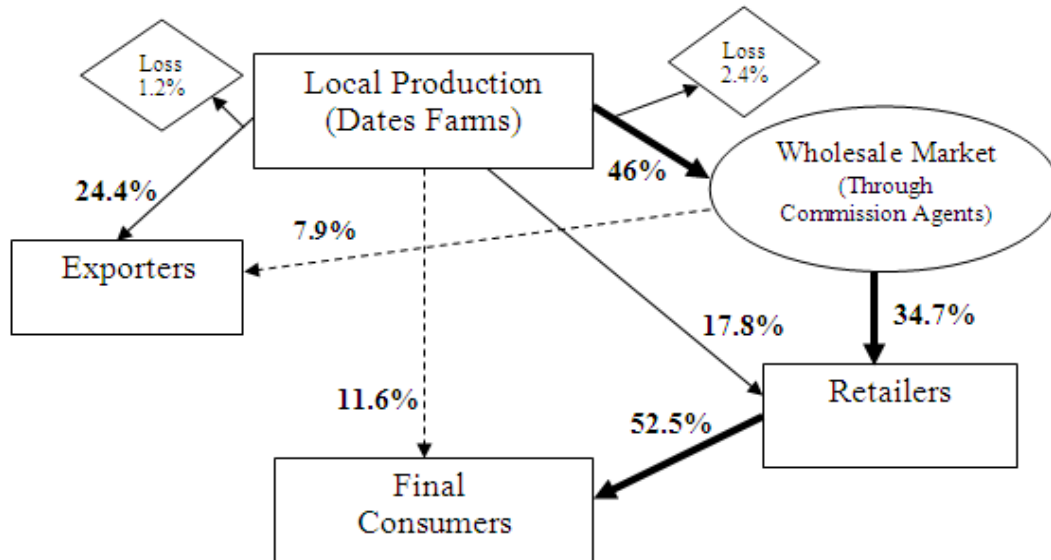 Loss
1.2%
Local Production
(Dates Farms)
Loss
2.4%
24.4%
46%
Wholesale Market
(Through
Commission Agents)
7.9%
Exporters
17.8%
34.7%
11.6%
Retailers
52.5%
Final
Consumers